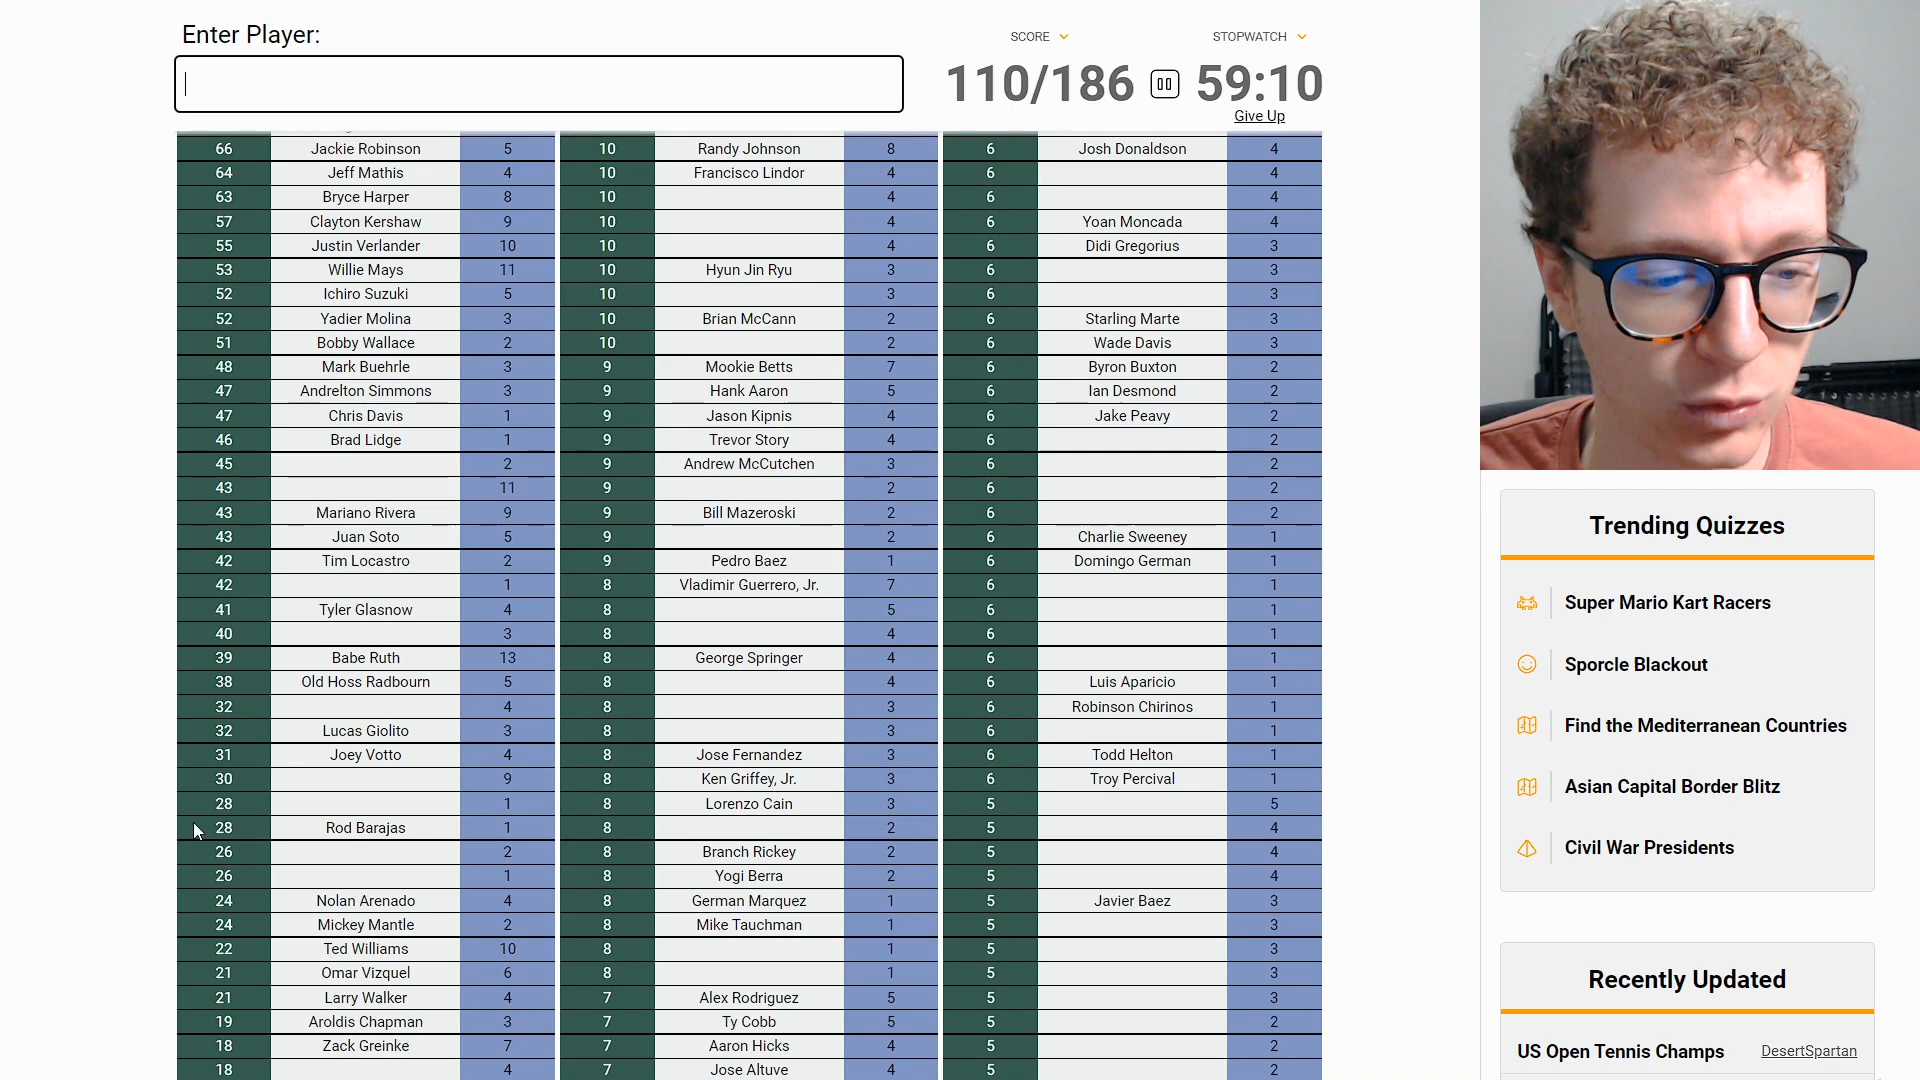 Enter Player:
SCORE
STOPWATCH
110/186
59:10
Give Up
66 Jackie Robinson 5 10 Randy Johnson 8 6 Josh Donaldson 4
64 Jeff Mathis 4 10 Francisco Lindor 4 6 4
63 Bryce Harper 8 10 4 6 4
57 Clayton Kershaw 9 10 4 6 Yoan Moncada 4
55 Justin Verlander 10 10 4 6 Didi Gregorius 3
53 Willie Mays 11 10 Hyun Jin Ryu 3 6 3
52 Ichiro Suzuki 5 10 3 6 3
52 Yadier Molina 3 10 Brian McCann 2 6 Starling Marte 3
51 Bobby Wallace 2 10 2 6 Wade Davis 3
48 Mark Buehrle 3 9 Mookie Betts 7 6 Byron Buxton 2
47 Andrelton Simmons 3 9 Hank Aaron 5 6 Ian Desmond 2
47 Chris Davis 1 9 Jason Kipnis 4 6 Jake Peavy 2
46 Brad Lidge 1 9 Trevor Story 4 6 2
45 2 9 Andrew McCutchen 3 6 2
43 11 9 2 6 2
43 Mariano Rivera 9 9 Bill Mazeroski 2 6 2
43 Juan Soto 5 9 2 6 Charlie Sweeney 1
42 Tim Locastro 2 9 Pedro Baez 1 6 Domingo German 1
42 1 8 Vladimir Guerrero, Jr. 7 6 1
41 Tyler Glasnow 4 8 5 6 1
40 3 8 4 6 1
39 Babe Ruth 13 8 George Springer 4 6 1
38 Old Hoss Radbourn 5 8 4 6 Luis Aparicio 1
32 4 8 3 6 Robinson Chirinos 1
32 Lucas Giolito 3 8 3 6 1
31 Joey Votto 4 8 Jose Fernandez 3 6 Todd Helton 1
30 9 8 Ken Griffey, Jr. 3 6 Troy Percival 1
28 1 8 Lorenzo Cain 3 5 5
28 Rod Barajas 1 8 2 5 4
26 2 8 Branch Rickey 2 5 4
26 1 8 Yogi Berra 2 5 4
24 Nolan Arenado 4 8 German Marquez 1 5 Javier Baez 3
24 Mickey Mantle 2 8 Mike Tauchman 1 5 3
22 Ted Williams 10 8 1 5 3
21 Omar Vizquel 6 8 1 5 3
21 Larry Walker 4 7 Alex Rodriguez 5 5 3
19 Aroldis Chapman 3 7 Ty Cobb 5 5 2
18 Zack Greinke 7 7 Aaron Hicks 4 5 2
18 4 7 Jose Altuve 4 5 2
Trending Quizzes
Super Mario Kart Racers
Sporcle Blackout
Find the Mediterranean Countries
Asian Capital Border Blitz
Civil War Presidents
Recently Updated
US Open Tennis Champs DesertSpartan